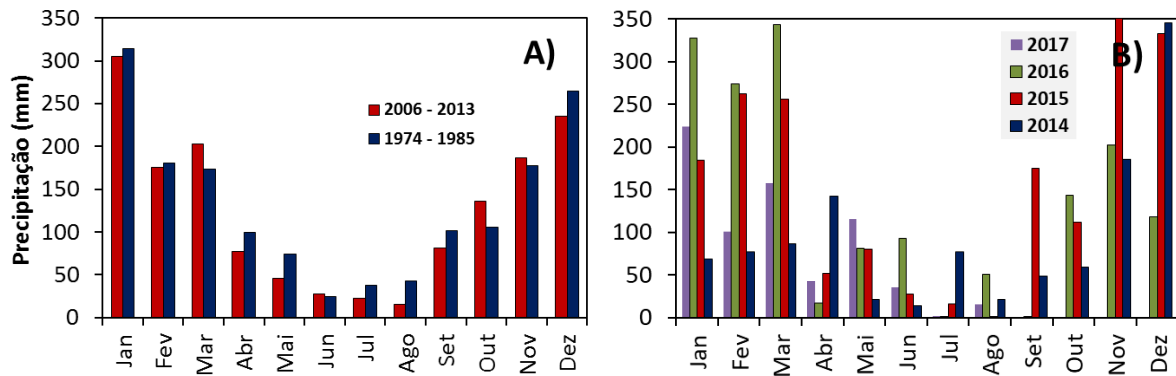 Precipitação (mm)
350
300
250
200
150
100
50
0
A)
2006 - 2013
1974 - 1985
Jan
Fev
Mar
Abr
Mai
Jun
Jul
Ago
Set
Out
Nov
Dez
350
300
250
200
150
100
50
0
B)
2017
2016
2015
2014
Jan
Fev
Mar
Abr
Mai
Jun
Jul
Ago
Set
Out
Nov
Dez